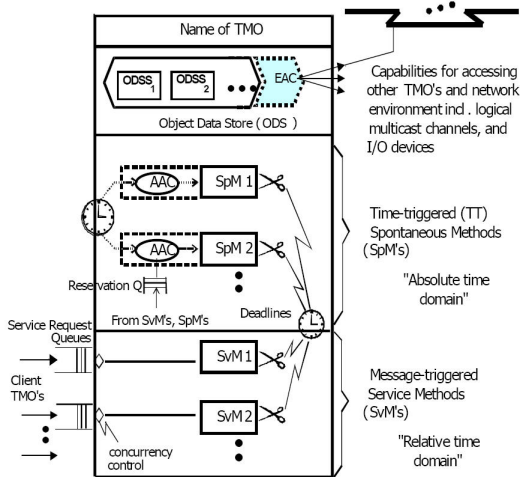 Name of TMO
ODSS 1
ODSS 2
EAC
Object Data Store ( ODS )
Capabilities for accessing
other TMO's and network
environment incl . logical
multicast channels, and
I/O devices
AAC
SpM 1
AAC
SpM 2
Reservation Q
From SvM's, SpM's
Deadlines
Time-triggered (TT)
Spontaneous Methods
(SpM's)
"Absolute time
domain"
Service Request
Queues
Client
TMO's
SvM 1
SvM 2
concurrency
control
Message-triggered
Service Methods
(SvM's)
"Relative time
domain"